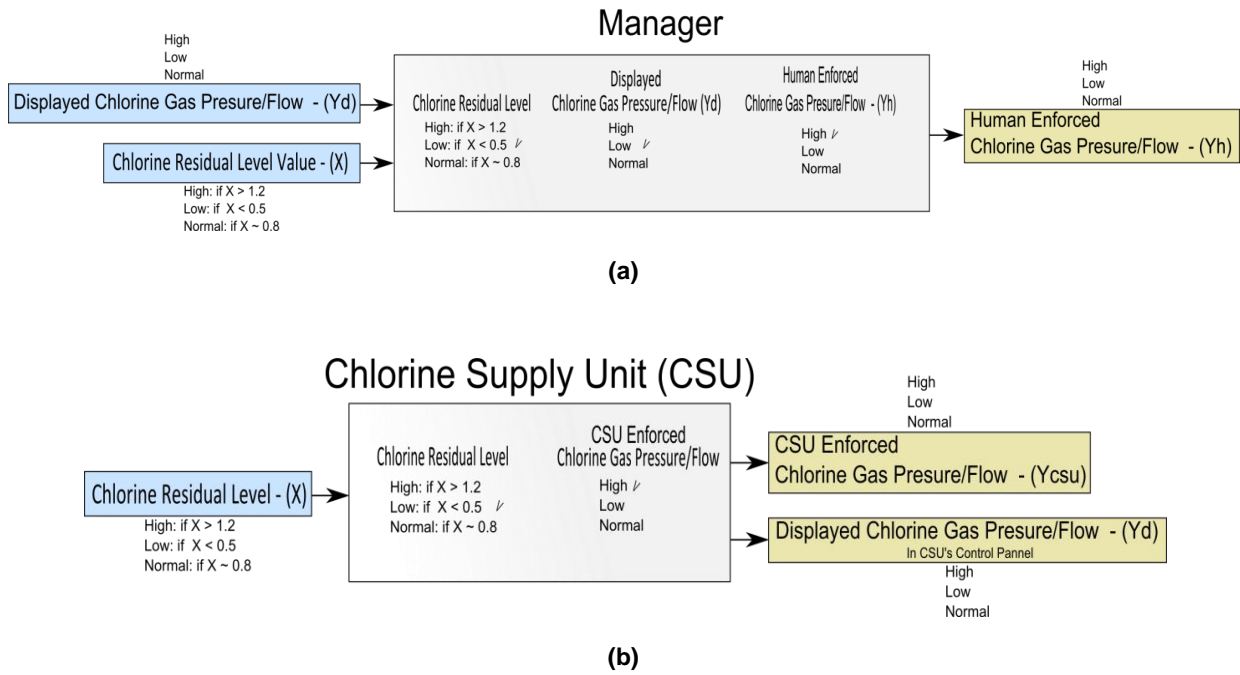 Manager
High
Low
Normal
Displayed Chlorine Gas Presure/Flow - (Yd)
Chlorine Residual Level Value - (X)
High: if X > 1.2
Low: if X < 0.5
Normal: if X ~ 0.8
Chlorine Residual Level
High: if X > 1.2
Low: if X < 0.5 ν
Normal: if X ~ 0.8
Displayed
Chlorine Gas Pressure/Flow (Yd)
High
Low ν
Normal
Human Enforced
Chlorine Gas Pressure/Flow - (Yh)
High ν
Low
Normal
High
Low
Normal
Human Enforced
Chlorine Gas Presure/Flow - (Yh)
(a)
Chlorine Supply Unit (CSU)
Chlorine Residual Level - (X)
High: if X > 1.2
Low: if X < 0.5
Normal: if X ~ 0.8
Chlorine Residual Level
High: if X > 1.2
Low: if X < 0.5 ν
Normal: if X ~ 0.8
CSU Enforced
Chlorine Gas Pressure/Flow
High ν
Low
Normal
High
Low
Normal
CSU Enforced
Chlorine Gas Presure/Flow - (Ycsu)
Displayed Chlorine Gas Presure/Flow - (Yd)
In CSU's Control Pannel
High
Low
Normal
(b)